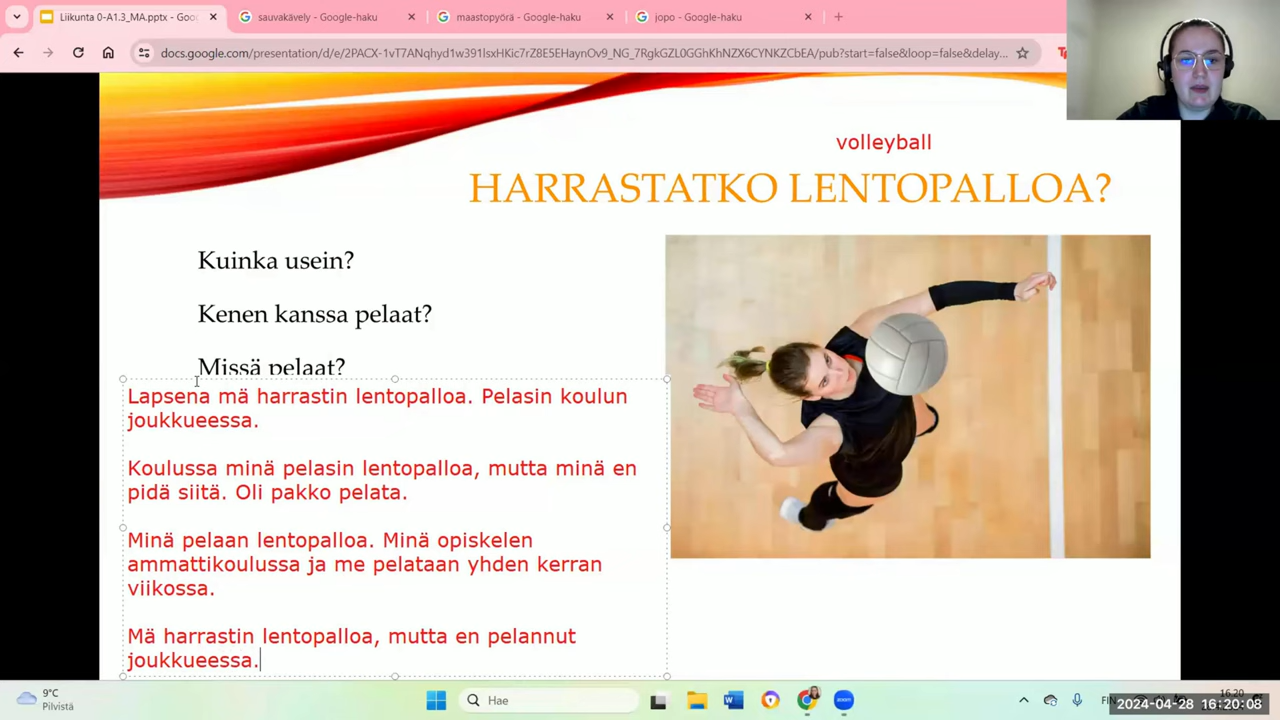 Liikunta 0-A1.3_MA.pptx - Goo
sauvakävely - Google-haku
maastopyörä - Google-haku
jopo - Google-haku
docs.google.com/presentation/d/e/2PACX-1vT7ANqhyd1w391lsxHKic7rZ8E5EHaynOv9_NG_7RgkGZL0GGhKhNZX6CYNKZCbEA/pub?start=false&loop=false&delay...
volleyball
HARRASTATKO LENTOPALLOA?
Kuinka usein?
Kenen kanssa pelaat?
Missä pelaat?
Lapsena mä harrastin lentopalloa. Pelasin koulun
joukkueessa.
Koulussa minä pelasin lentopalloa, mutta minä en
pidä siitä. Oli pakko pelata.
Minä pelaan lentopalloa. Minä opiskelen
ammattikoulussa ja me pelataan yhden kerran
viikossa.
Mä harrastin lentopalloa, mutta en pelannut
joukkueessa.
9°C
Pilvistä
Hae
FIN
16.20
2024-04-28 16:20:08